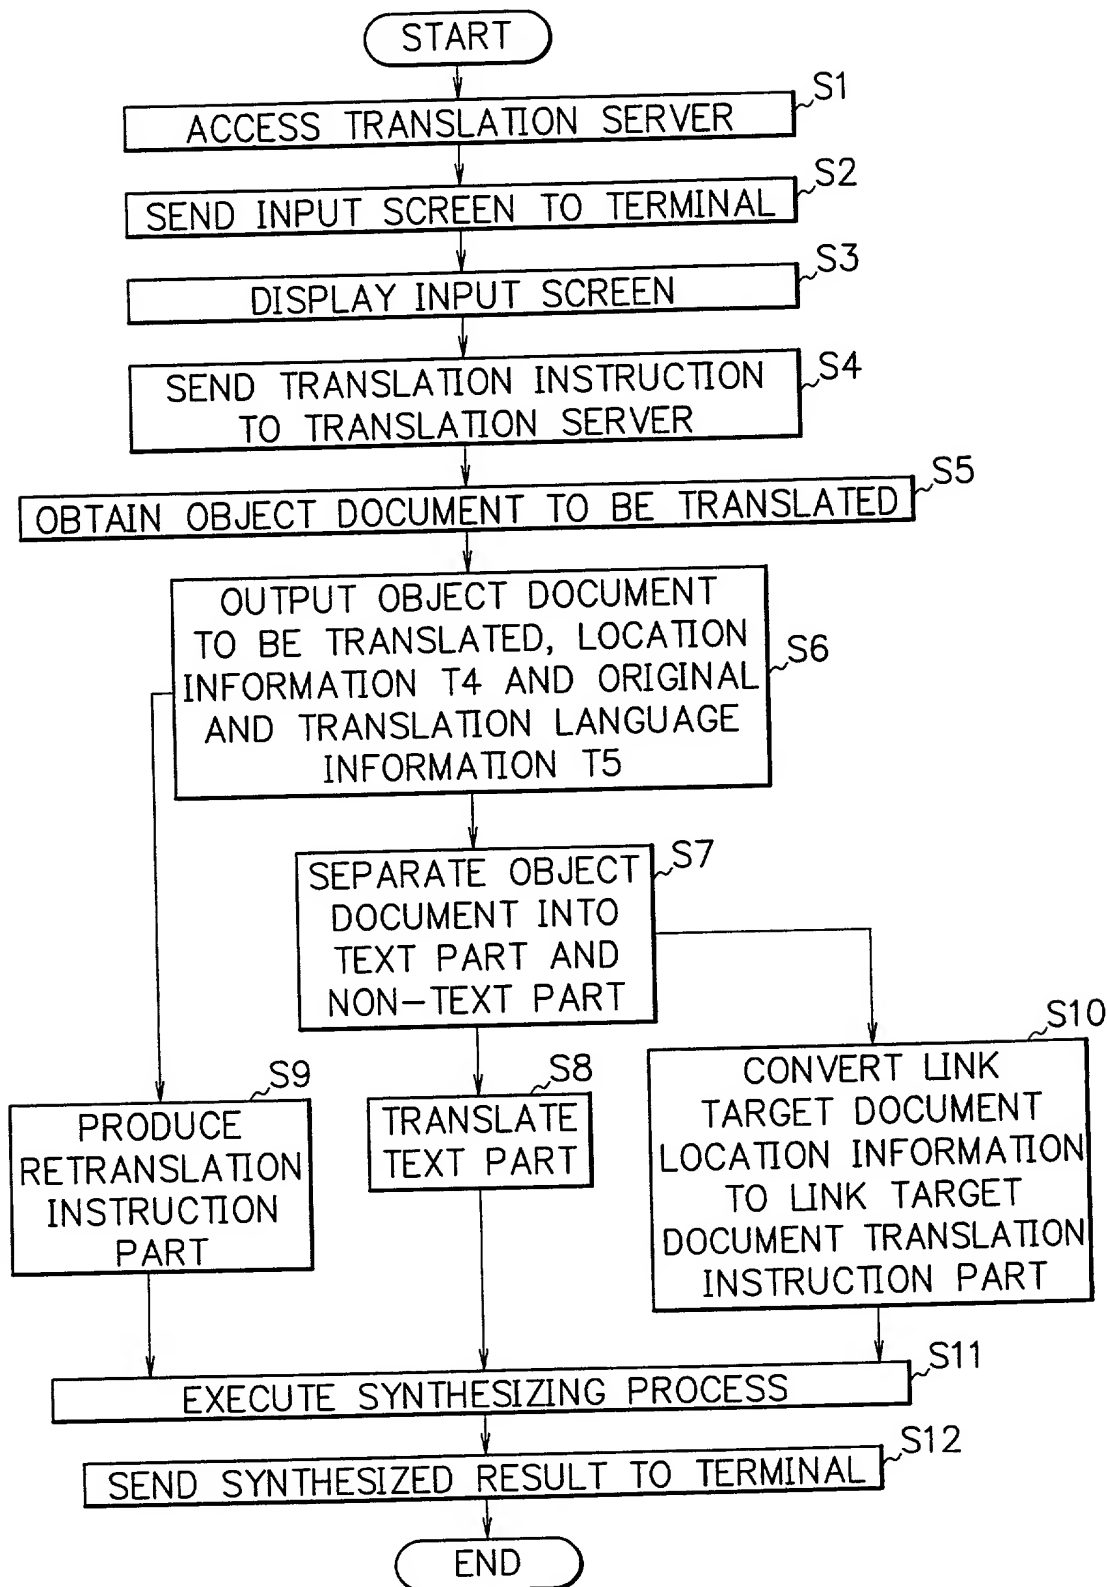 START
S1
ACCESS TRANSLATION SERVER
S2
SEND INPUT SCREEN TO TERMINAL
S3
DISPLAY INPUT SCREEN
S4
SEND TRANSLATION INSTRUCTION
TO TRANSLATION SERVER
S5
OBTAIN OBJECT DOCUMENT TO BE TRANSLATED
S6
OUTPUT OBJECT DOCUMENT
TO BE TRANSLATED, LOCATION
INFORMATION T4 AND ORIGINAL
AND TRANSLATION LANGUAGE
INFORMATION T5
S7
SEPARATE OBJECT
DOCUMENT INTO
TEXT PART AND
NON-TEXT PART
S9
PRODUCE
RETRANSLATION
INSTRUCTION
PART
S8
TRANSLATE
TEXT PART
S10
CONVERT LINK
TARGET DOCUMENT
LOCATION INFORMATION
TO LINK TARGET
DOCUMENT TRANSLATION
INSTRUCTION PART
S11
EXECUTE SYNTHESIZING PROCESS
S12
SEND SYNTHESIZED RESULT TO TERMINAL
END